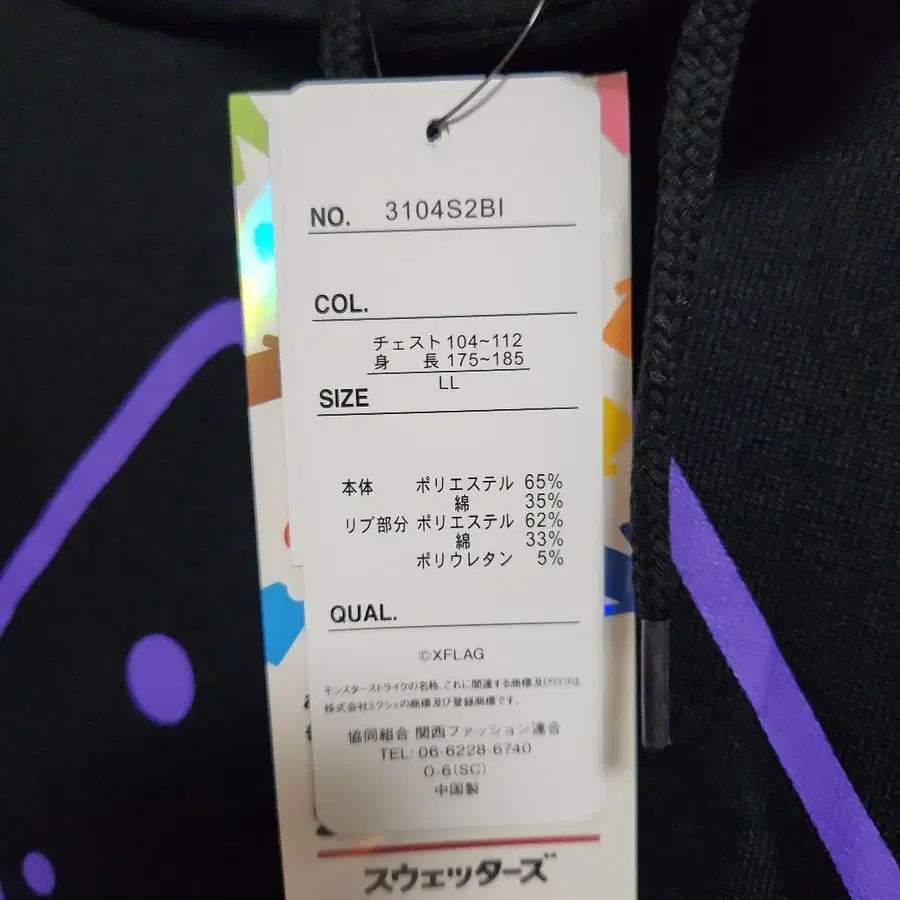 NO. 3104S2BI
COL.
チェスト 104~112
身 長 175~185
LL
SIZE
本体 ポリエステル 65%
綿 35%
リブ部分 ポリエステル 62%
綿 33%
ポリウレタン 5%
QUAL.
©XFLAG
モンスターストライクの名称、これに関連する商標及びロゴは、
株式会社ミクシィの商標及び登録商標です。
協同組合 関西ファッション連合
TEL: 06-6228-6740
0-6(SC)
中国製
スウェッターズ